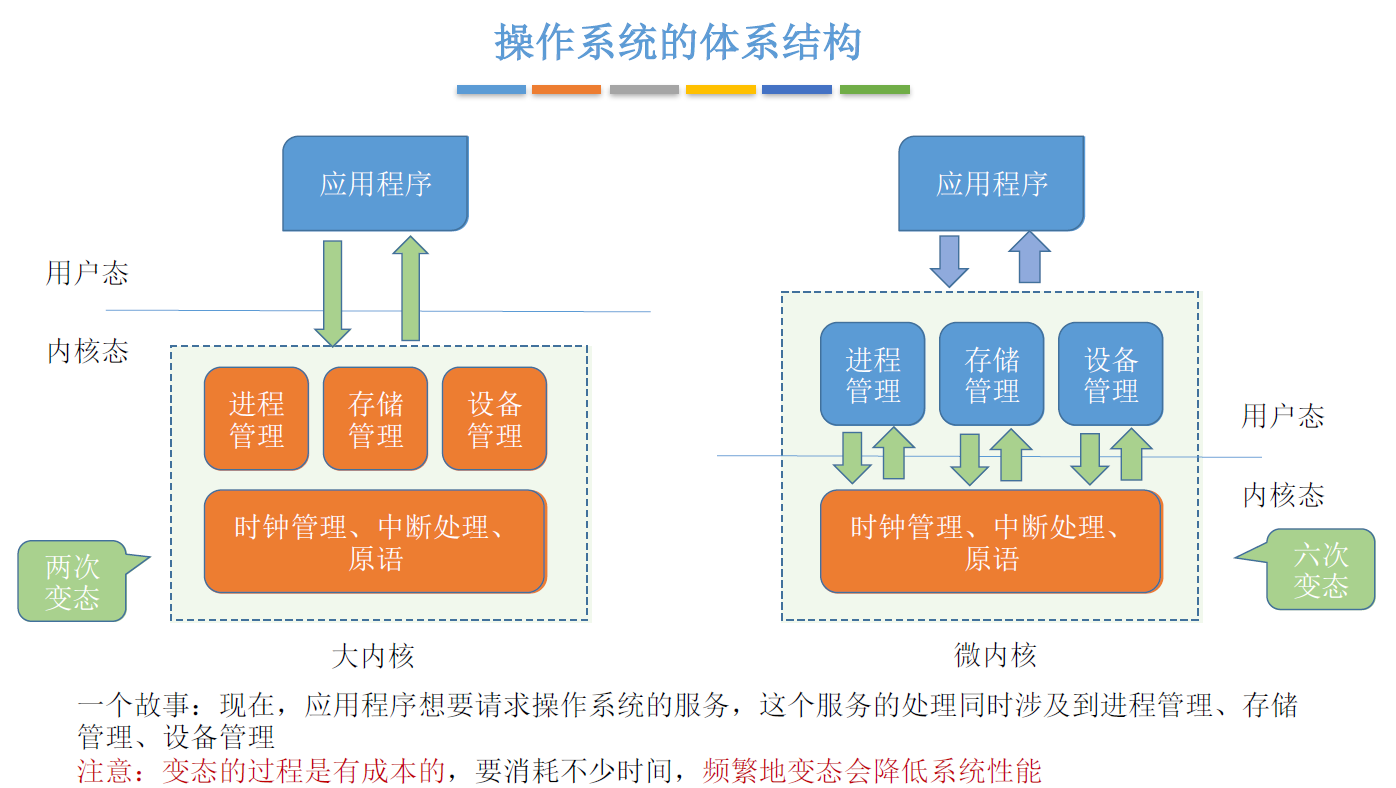 操作系统的体系结构
应用程序
用户态
内核态
进程
管理
存储
管理
设备
管理
时钟管理、中断处理、
原语
两次
变态
大内核
应用程序
进程
管理
存储
管理
设备
管理
用户态
内核态
时钟管理、中断处理、
原语
六次
变态
微内核
一个故事：现在，应用程序想要请求操作系统的服务，这个服务的处理同时涉及到进程管理、存储
管理、设备管理
注意：变态的过程是有成本的，要消耗不少时间，频繁地变态会降低系统性能